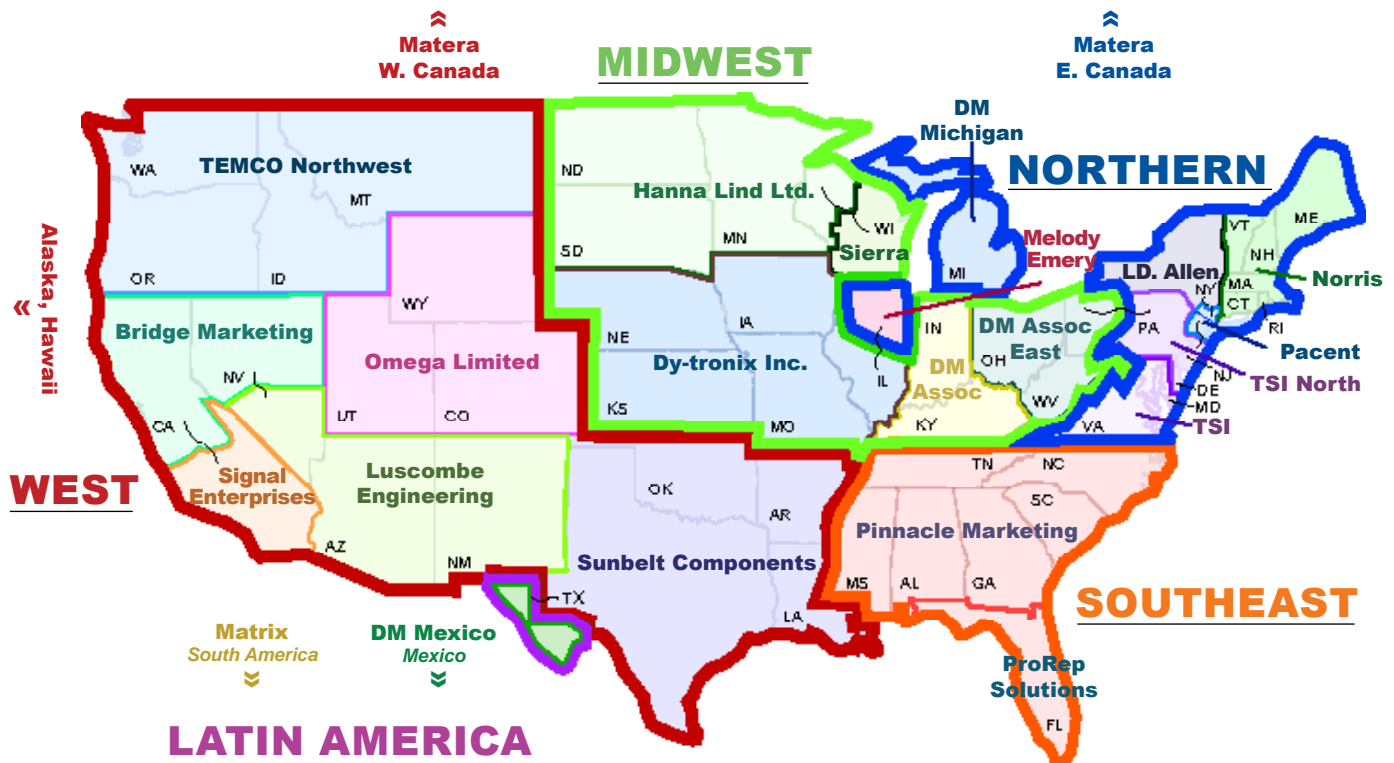 Matera
W. Canada
MIDWEST
Matera
E. Canada
DM
Michigan
NORTHERN
TEMCO Northwest
WA
MT
OR
ID
ND
Hanna Lind Ltd.
SD
MN
WI
Sierra
MI
Melody
Emery
VT
ME
NH
LD. Allen
NY
MA
CT
RI
Norris
Alaska, Hawaii
Bridge Marketing
NV
CA
WY
Omega Limited
UT
CO
NE
IA
Dy-tronix Inc.
KS
MO
IL
IN
DM
Assoc
KY
DM Assoc
East
OH
WV
PA
Pacent
NJ
TSI North
DE
MD
VA
TSI
WEST
Signal
Enterprises
Luscombe
Engineering
AZ
NM
OK
AR
Sunbelt Components
TX
LA
TN
NC
SC
Pinnacle Marketing
MS
AL
GA
SOUTHEAST
ProRep
Solutions
FL
Matrix
South America
DM Mexico
Mexico
LATIN AMERICA